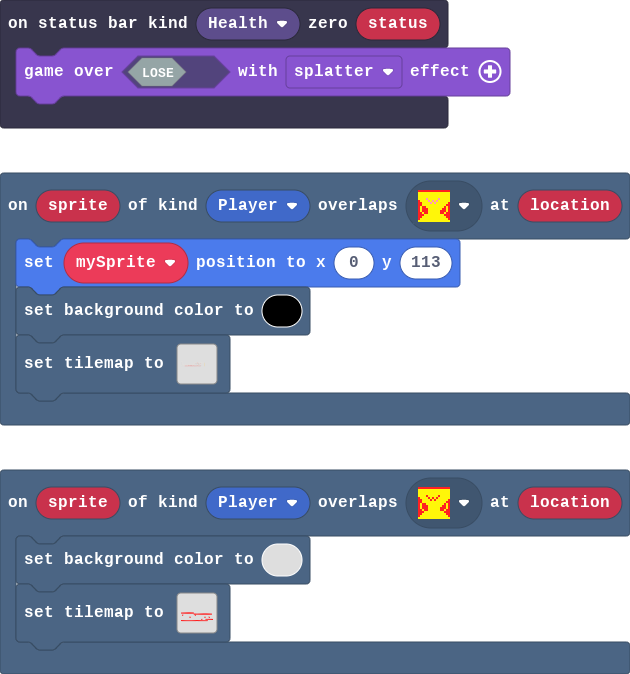 on status bar kind Health zero status
game over LOSE with splatter effect
on sprite of kind Player overlaps at location
set mySprite position to x 0 y 113
set background color to
set tilemap to
on sprite of kind Player overlaps at location
set background color to
set tilemap to